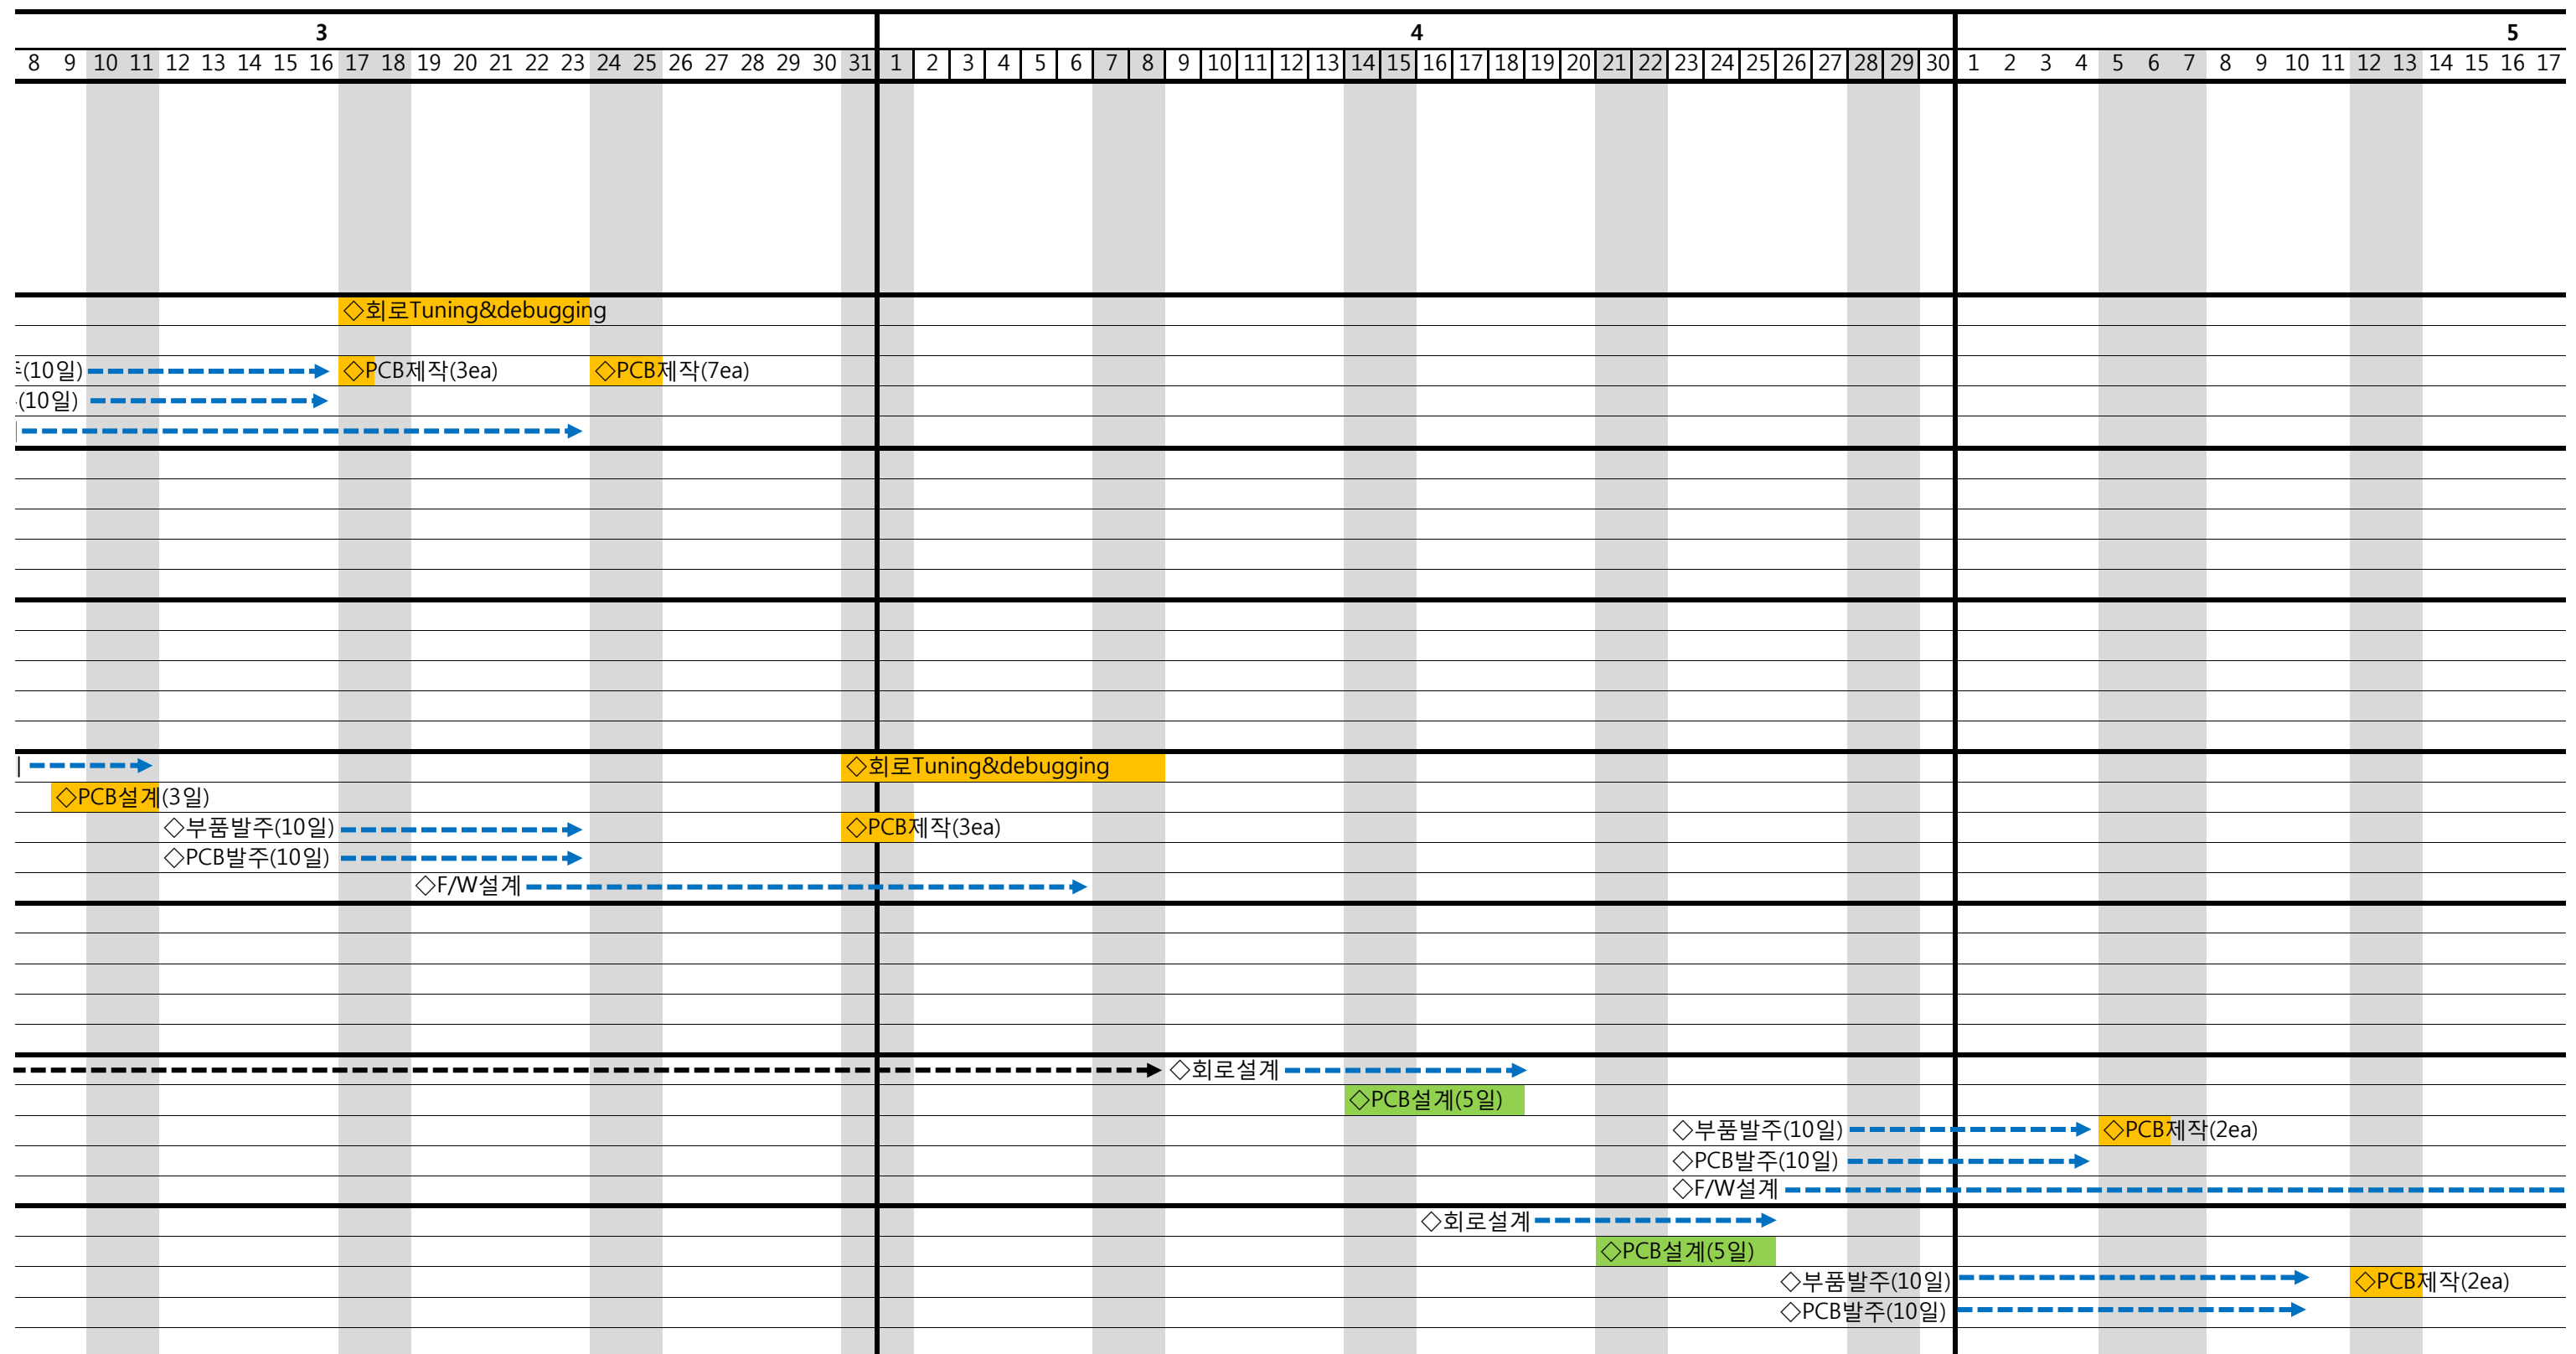 3 4 5
8 9 10 11 12 13 14 15 16 17 18 19 20 21 22 23 24 25 26 27 28 29 30 31 1 2 3 4 5 6 7 8 9 10 11 12 13 14 15 16 17 18 19 20 21 22 23 24 25 26 27 28 29 30 1 2 3 4 5 6 7 8 9 10 11 12 13 14 15 16 17
◇회로Tuning&debugging
(10일) ◇PCB제작(3ea) ◇PCB제작(7ea)
(10일)
◇회로Tuning&debugging
◇PCB설계(3일)
◇부품발주(10일) ◇PCB제작(3ea)
◇PCB발주(10일)
◇F/W설계
◇회로설계
◇PCB설계(5일)
◇부품발주(10일) ◇PCB제작(2ea)
◇PCB발주(10일)
◇F/W설계
◇회로설계
◇PCB설계(5일)
◇부품발주(10일) ◇PCB제작(2ea)
◇PCB발주(10일)